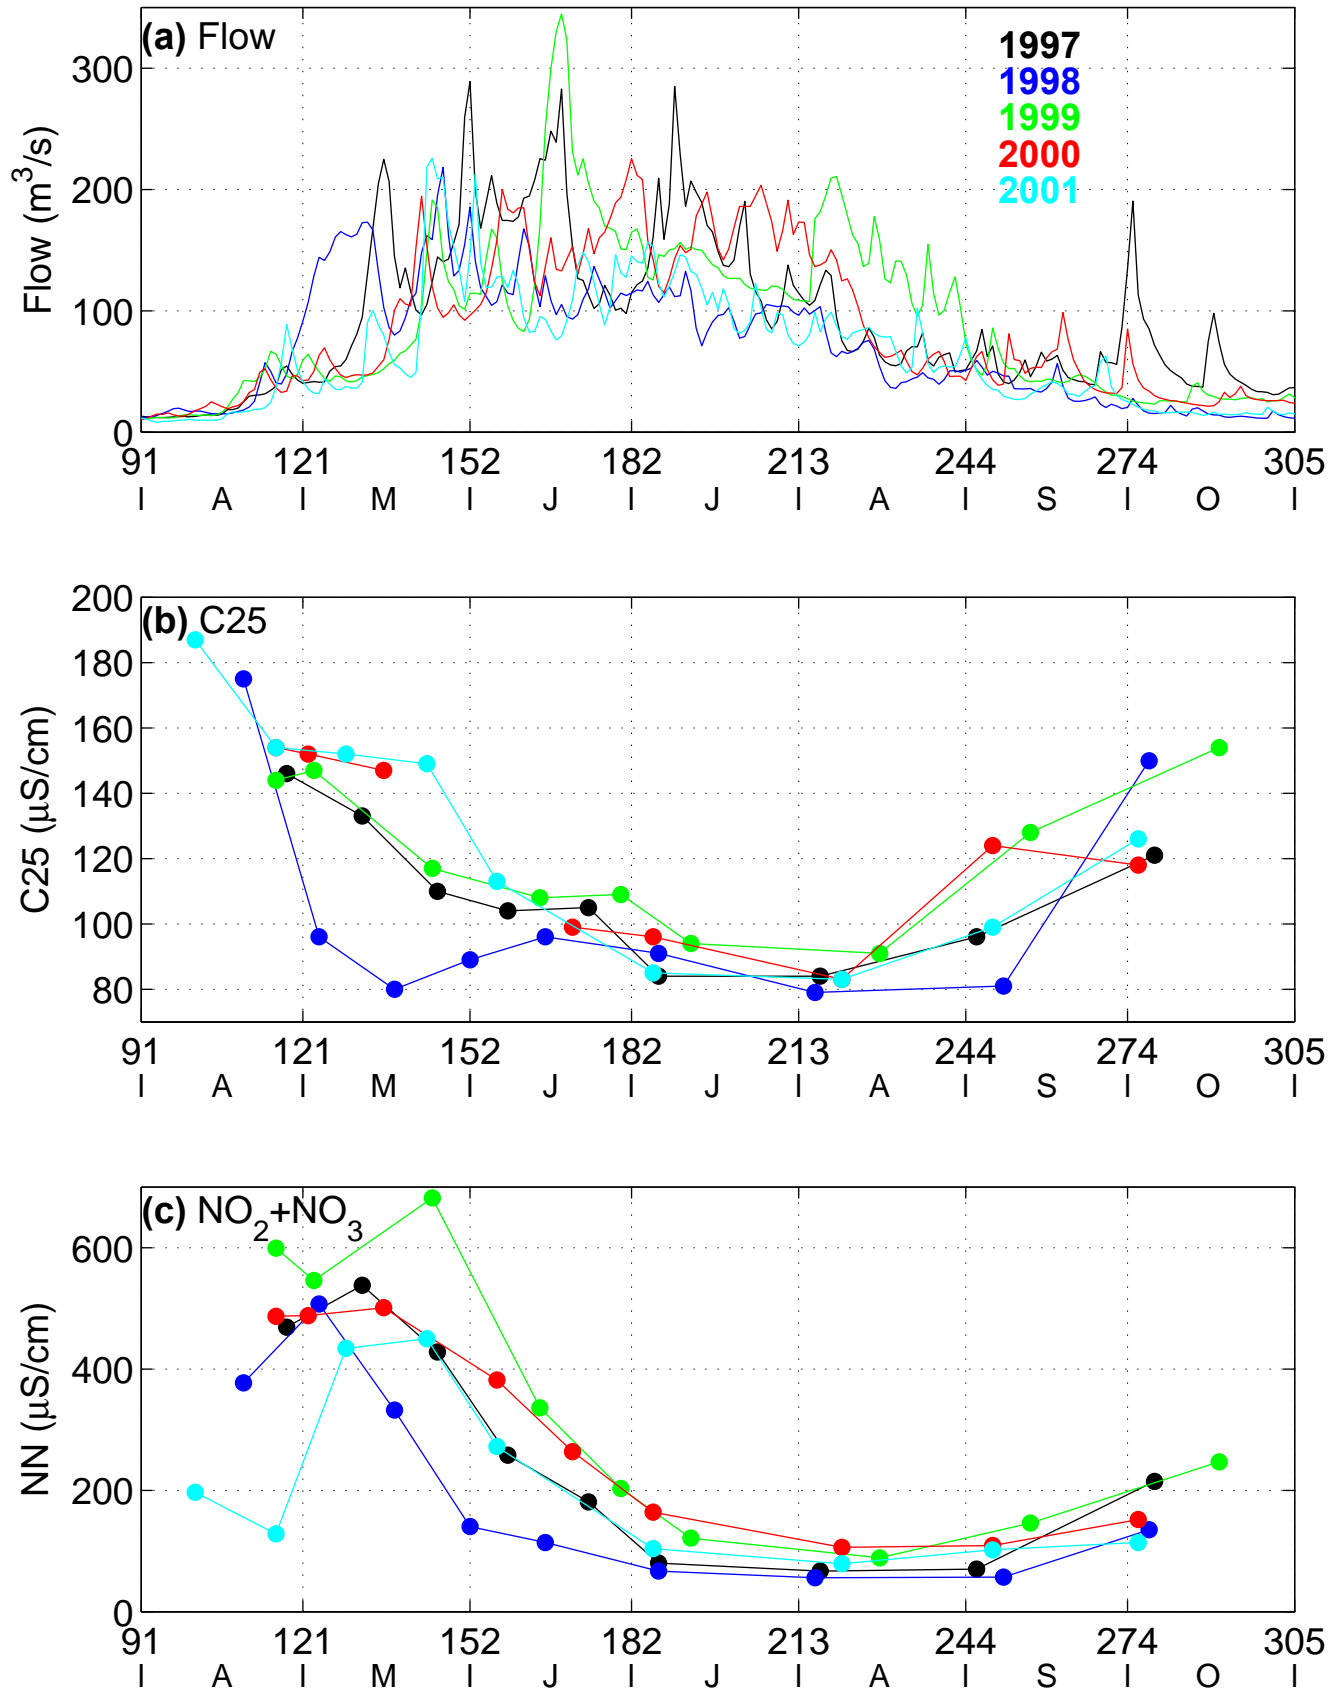 (a) Flow
1997
1998
1999
2000
2001
Flow (m³/s)
300
200
100
0
91 121 152 182 213 244 274 305
I A I M I J I J I A I S I O I
(b) C25
C25 (μS/cm)
200
180
160
140
120
100
80
91 121 152 182 213 244 274 305
I A I M I J I J I A I S I O I
(c) NO₂+NO₃
NN (μS/cm)
600
400
200
0
91 121 152 182 213 244 274 305
I A I M I J I J I A I S I O I